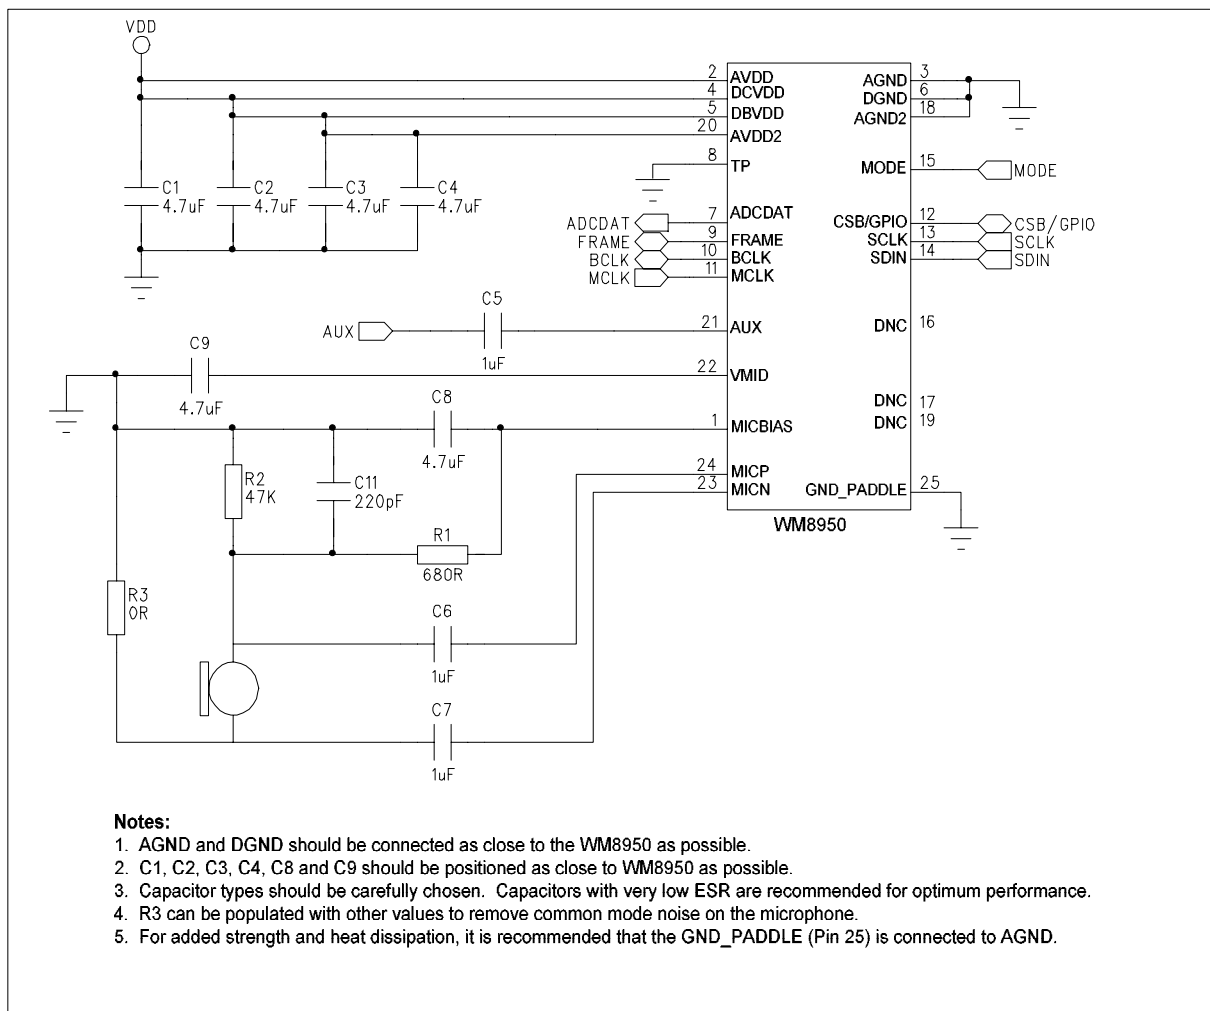 VDD
2 AVDD
4 DCVDD
5 DBVDD
20 AVDD2
8 TP
AGND 3
DGND 6
AGND2 18
MODE 15 MODE
C1 4.7uF
C2 4.7uF
C3 4.7uF
C4 4.7uF
ADCDAT 7 ADCDAT
FRAME 9 FRAME
BCLK 10 BCLK
MCLK 11 MCLK
CSB/GPIO 12 CSB/GPIO
SCLK 13 SCLK
SDIN 14 SDIN
C5
AUX 21 AUX
1uF
DNC 16
C9
22 VMID
4.7uF
DNC 17
DNC 19
C8
1 MICBIAS
4.7uF
R2
47K
C11
220pF
24 MICP
23 MICN
GND_PADDLE 25
WM8950
R1
680R
R3
0R
C6
1uF
C7
1uF
Notes:
1. AGND and DGND should be connected as close to the WM8950 as possible.
2. C1, C2, C3, C4, C8 and C9 should be positioned as close to WM8950 as possible.
3. Capacitor types should be carefully chosen. Capacitors with very low ESR are recommended for optimum performance.
4. R3 can be populated with other values to remove common mode noise on the microphone.
5. For added strength and heat dissipation, it is recommended that the GND_PADDLE (Pin 25) is connected to AGND.